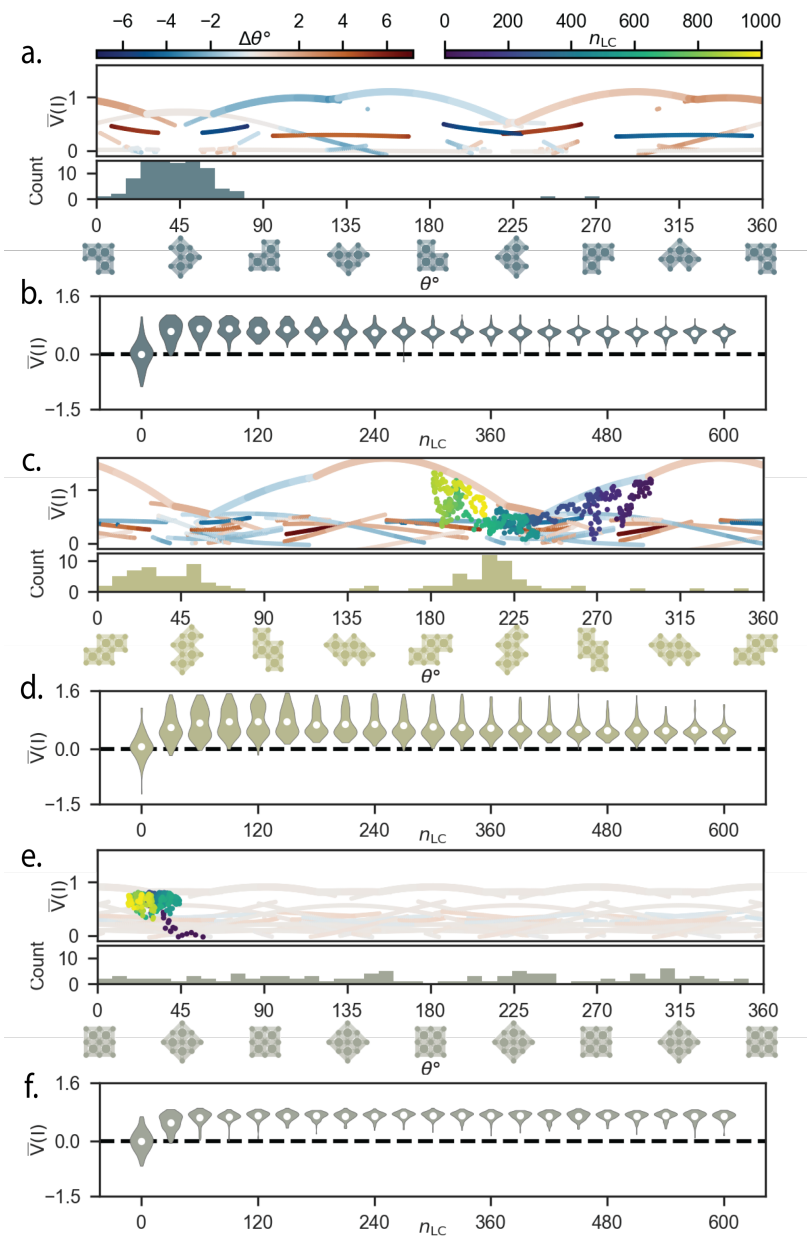 −6 −4 −2 2 4 6
Δθ°
0 200 400 600 800 1000
n_LC
a.
V̅(I)
1
0
Count
10
0
0 45 90 135 180 225 270 315 360
θ°
b.
V̅(I)
1.6
0.0
−1.5
0 120 240 360 480 600
n_LC
c.
V̅(I)
1
0
Count
10
0
0 45 90 135 180 225 270 315 360
θ°
d.
V̅(I)
1.6
0.0
−1.5
0 120 240 360 480 600
n_LC
e.
V̅(I)
1
0
Count
10
0
0 45 90 135 180 225 270 315 360
θ°
f.
V̅(I)
1.6
0.0
−1.5
0 120 240 360 480 600
n_LC